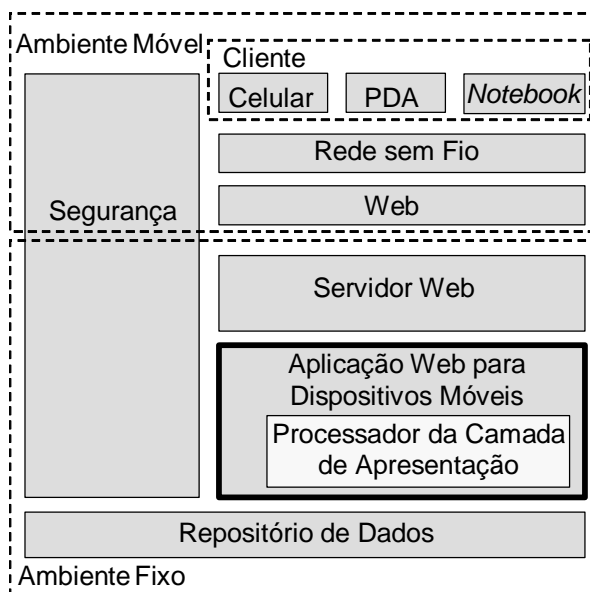 Ambiente Móvel
Cliente
Celular
PDA
Notebook
Rede sem Fio
Segurança
Web
Servidor Web
Aplicação Web para
Dispositivos Móveis
Processador da Camada
de Apresentação
Repositório de Dados
Ambiente Fixo